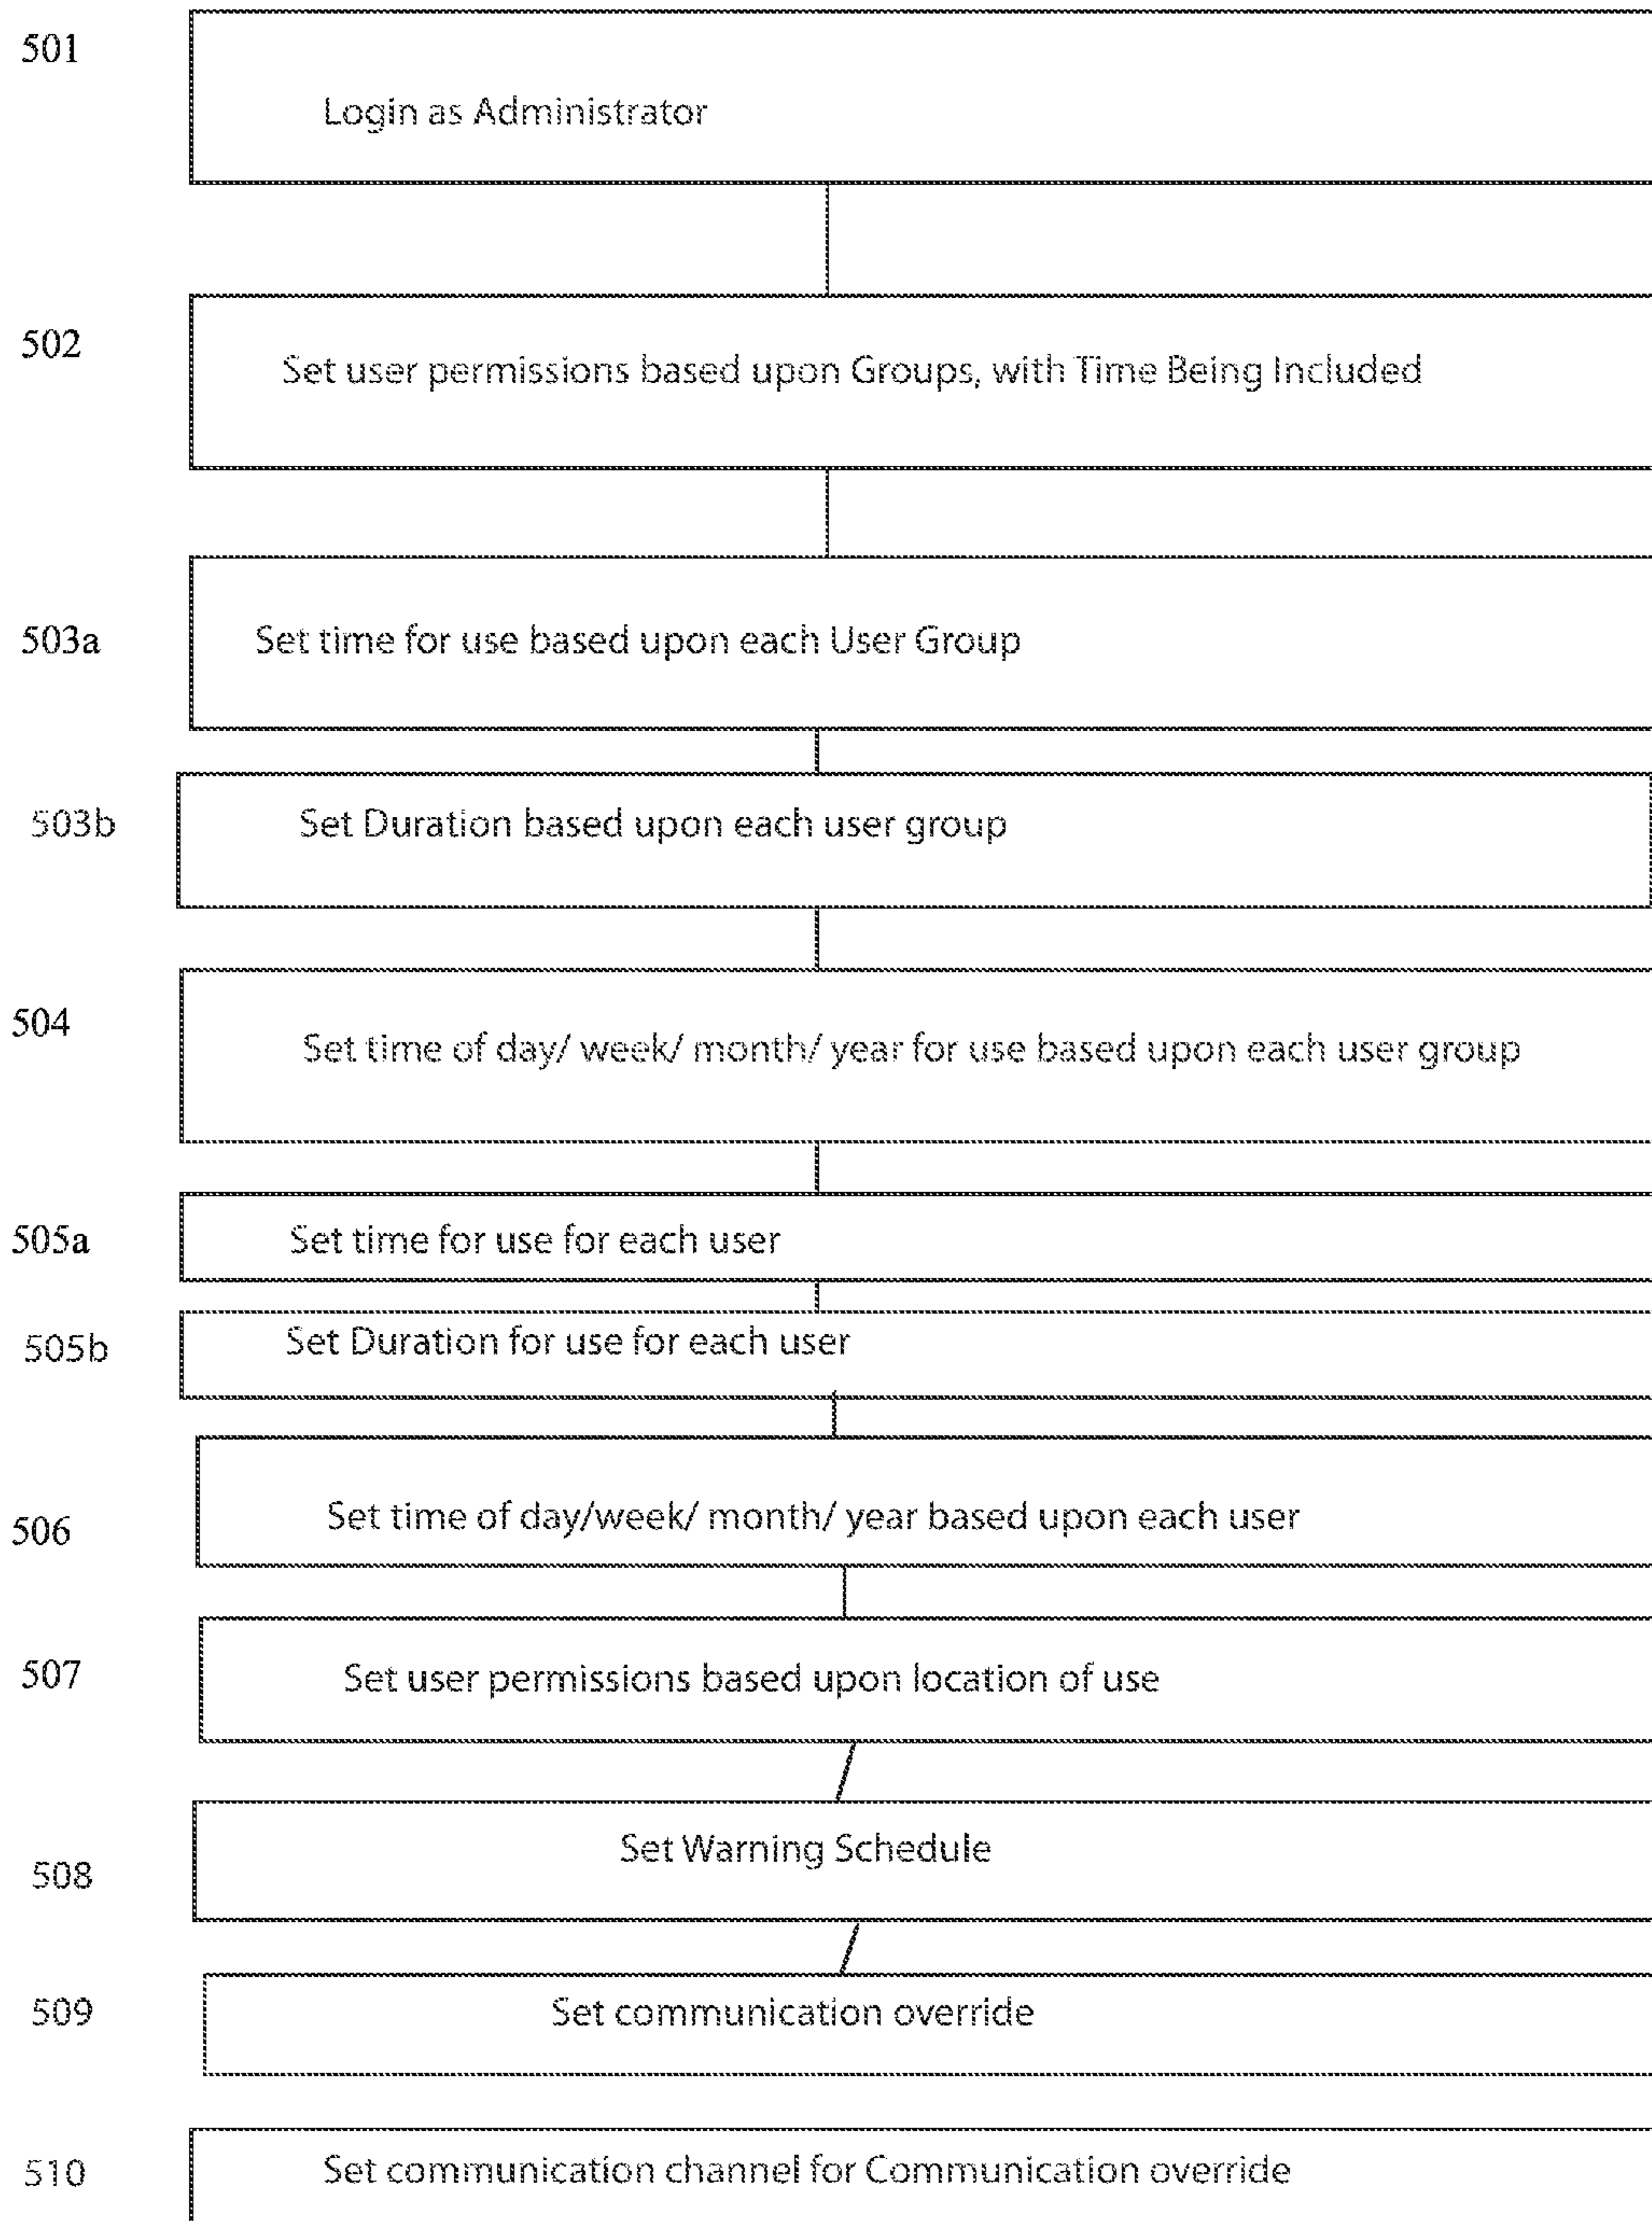 501
Login as Administrator
502
Set user permissions based upon Groups, with Time Being Included
503a
Set time for use based upon each User Group
503b
Set Duration based upon each user group
504
Set time of day/ week/ month/ year for use based upon each user group
505a
Set time for use for each user
505b
Set Duration for use for each user
506
Set time of day/week/ month/ year based upon each user
507
Set user permissions based upon location of use
508
Set Warning Schedule
509
Set communication override
510
Set communication channel for Communication override